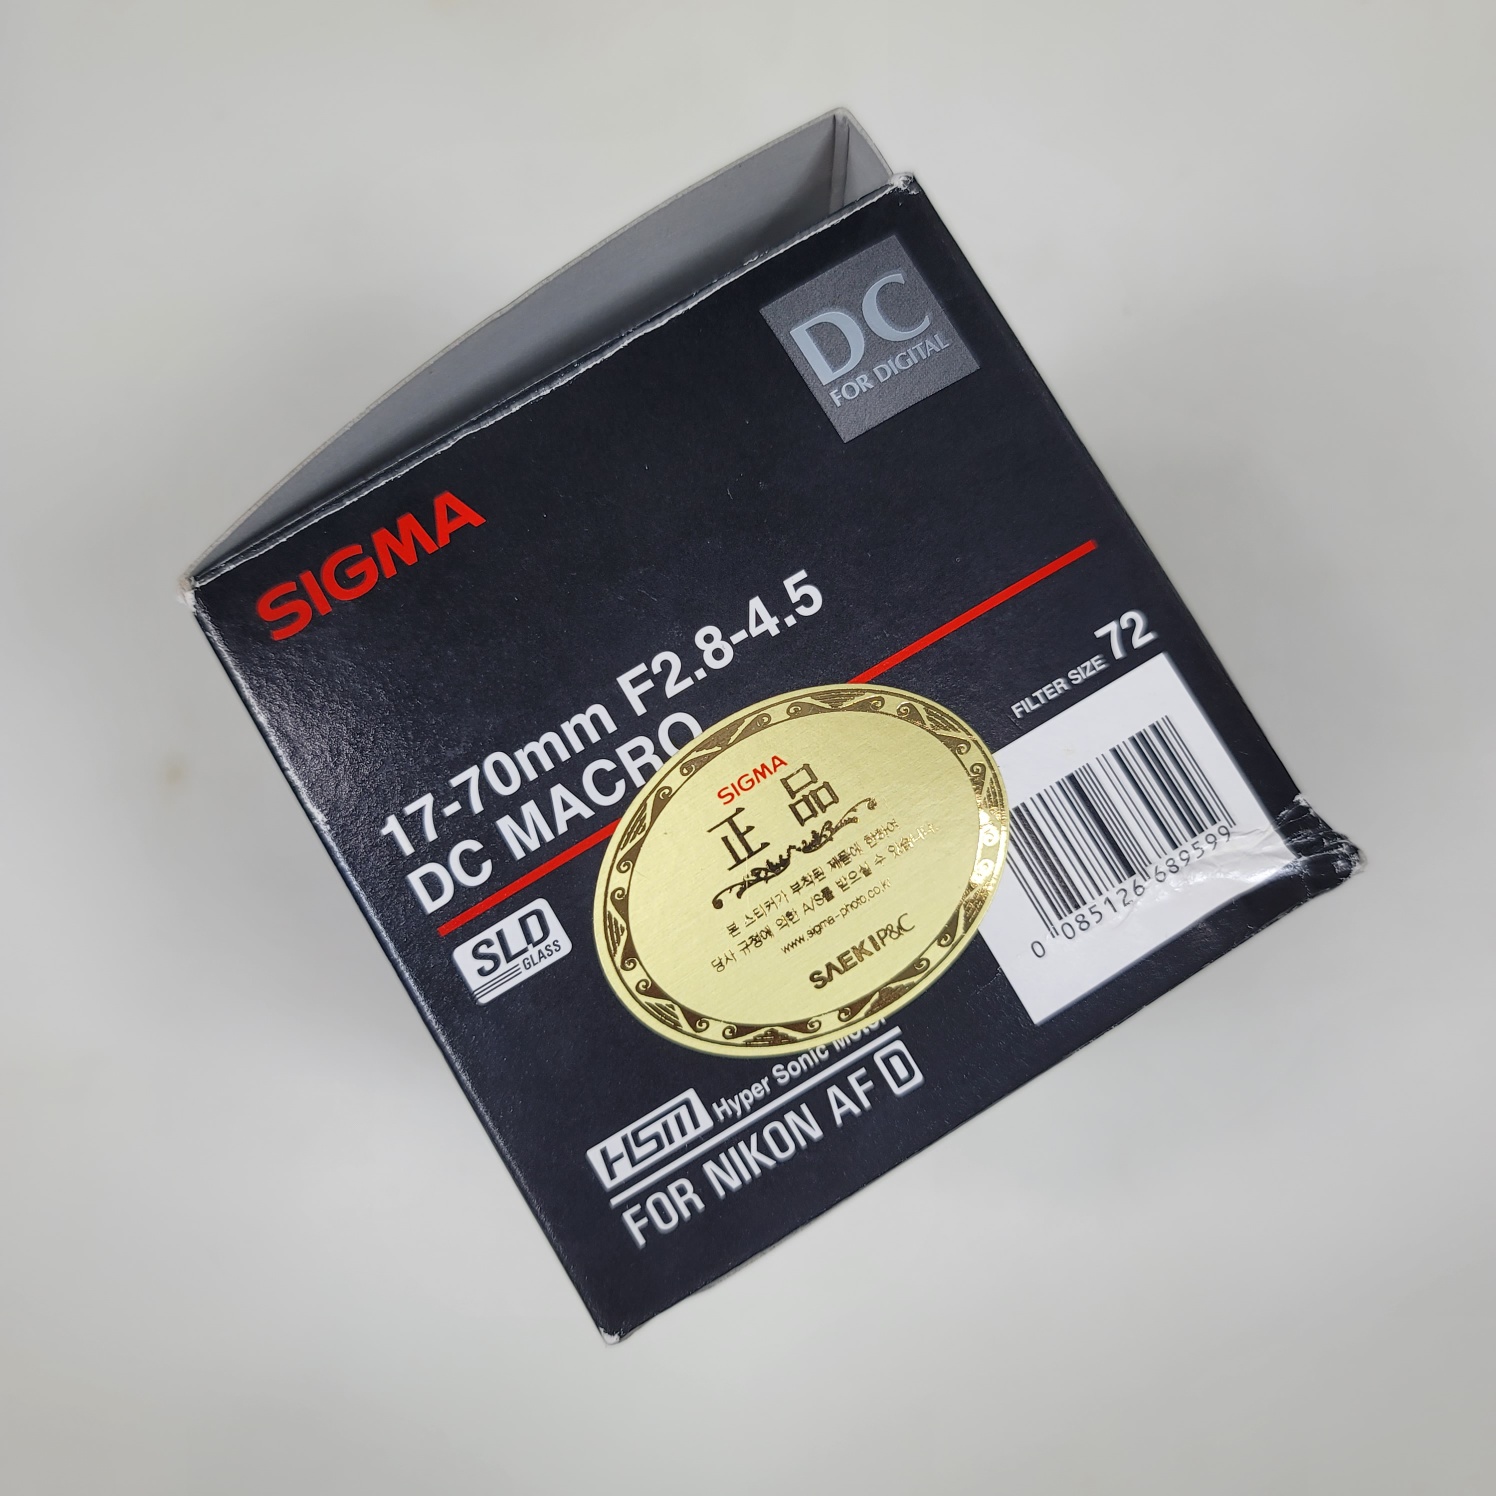 DC
FOR DIGITAL
SIGMA
17-70mm F2.8-4.5
DC MACRO
FILTER SIZE 72
SLD
GLASS
SIGMA
正品
본 스티커가 부착된 제품에 한하여
당사 규정에 의한 A/S를 받으실 수 있습니다.
www.sigma-photo.co.kr
SAEKI P&C
0 085126 689599
HSM Hyper Sonic Motor
FOR NIKON AF D